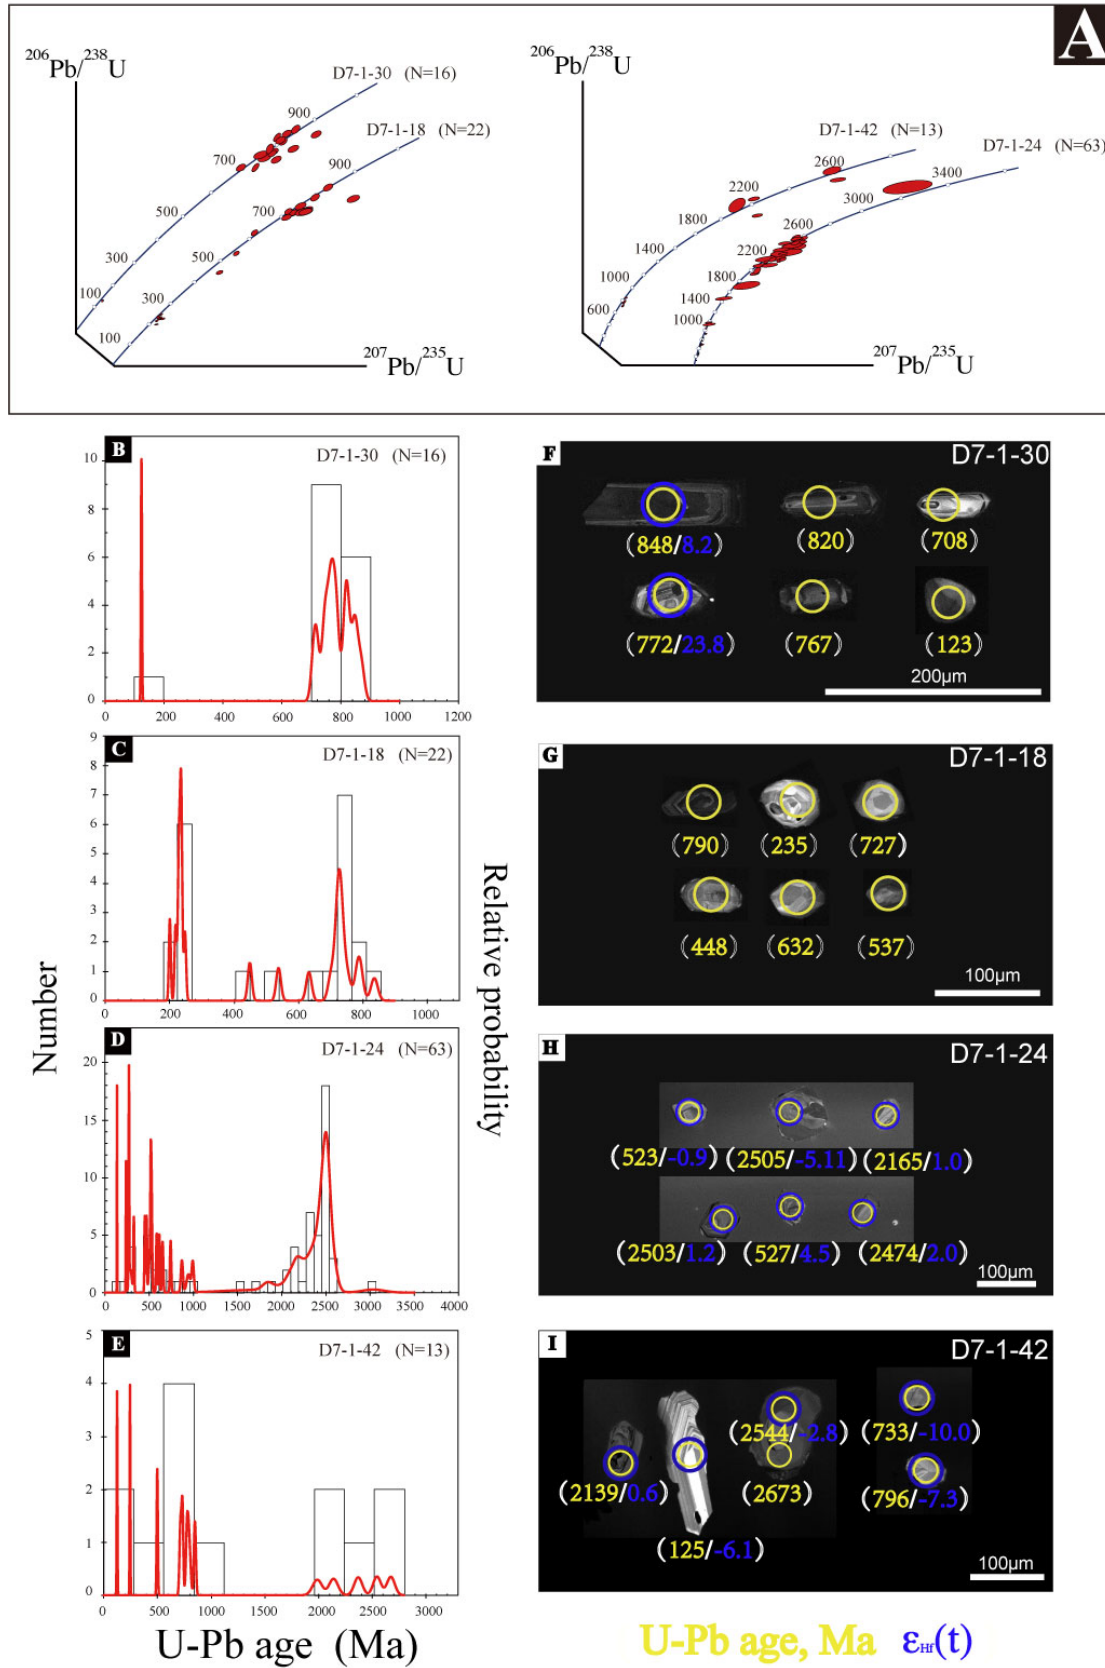 A
206Pb/238U
D7-1-30 (N=16)
900
D7-1-18 (N=22)
700
900
500
700
300
500
100
300
100
207Pb/235U
206Pb/238U
D7-1-42 (N=13)
2600
D7-1-24 (N=63)
2200
3400
1800
3000
1400
2600
1000
2200
600
1800
1400
1000
207Pb/235U
B
D7-1-30 (N=16)
10
8
6
4
2
0
0 200 400 600 800 1000 1200
C
D7-1-18 (N=22)
9
8
7
6
5
4
3
2
1
0
0 200 400 600 800 1000
D
D7-1-24 (N=63)
20
15
10
5
0
0 500 1000 1500 2000 2500 3000 3500 4000
E
D7-1-42 (N=13)
5
4
3
2
1
0
0 500 1000 1500 2000 2500 3000
Number
Relative probability
U-Pb age (Ma)
F
D7-1-30
(848/8.2) (820) (708)
(772/23.8) (767) (123)
200μm
G
D7-1-18
(790) (235) (727)
(448) (632) (537)
100μm
H
D7-1-24
(523/-0.9) (2505/-5.11) (2165/1.0)
(2503/1.2) (527/4.5) (2474/2.0)
100μm
I
D7-1-42
(2544/-2.8) (733/-10.0)
(2139/0.6) (2673) (796/-7.3)
(125/-6.1)
100μm
U-Pb age, Ma εHf(t)